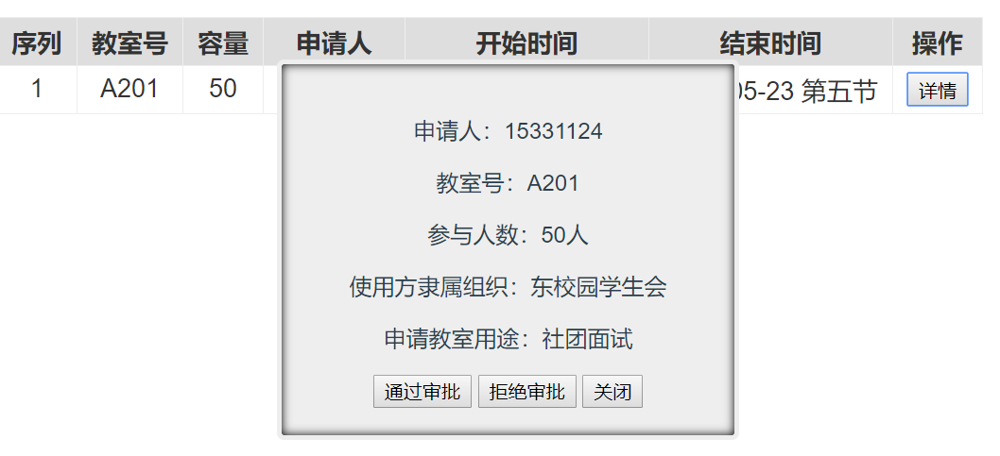 序列 教室号 容量 申请人 开始时间 结束时间 操作
1 A201 50 05-23 第五节 详情
申请人：15331124
教室号：A201
参与人数：50人
使用方隶属组织：东校园学生会
申请教室用途：社团面试
通过审批 拒绝审批 关闭